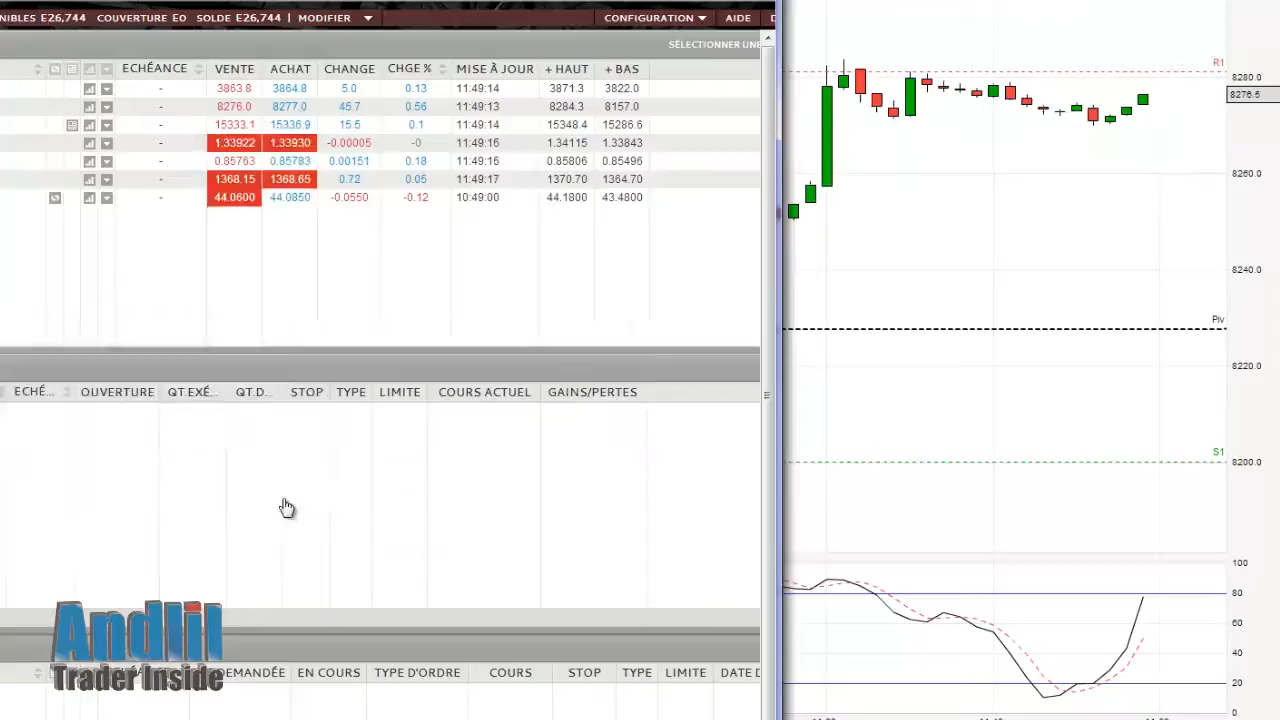 NIBLES E26,744 COUVERTURE E0 SOLDE E26,744 | MODIFIER CONFIGURATION AIDE
SÉLECTIONNER UNE
ECHÉANCE VENTE ACHAT CHANGE CHGE % MISE À JOUR + HAUT + BAS
- 3863.8 3864.8 5.0 0.13 11:49:14 3871.3 3822.0
- 8276.0 8277.0 45.7 0.56 11:49:13 8284.3 8157.0
- 15333.1 15336.9 15.5 0.1 11:49:14 15348.4 15286.6
- 1.33922 1.33930 -0.00005 -0 11:49:16 1.34115 1.33843
- 0.85763 0.85783 0.00151 0.18 11:49:16 0.85806 0.85496
- 1368.15 1368.65 0.72 0.05 11:49:17 1370.70 1364.70
- 44.0600 44.0850 -0.0550 -0.12 10:49:00 44.1800 43.4800
ECHÉ... OUVERTURE QT.EXÉ... QT.D... STOP TYPE LIMITE COURS ACTUEL GAINS/PERTES
DEMANDÉE EN COURS TYPE D'ORDRE COURS STOP TYPE LIMITE DATE D
Andlil
Trader Inside
R1
8280.0
8276.5
8260.0
8240.0
Piv
8220.0
S1
8200.0
100
80
60
40
20
0